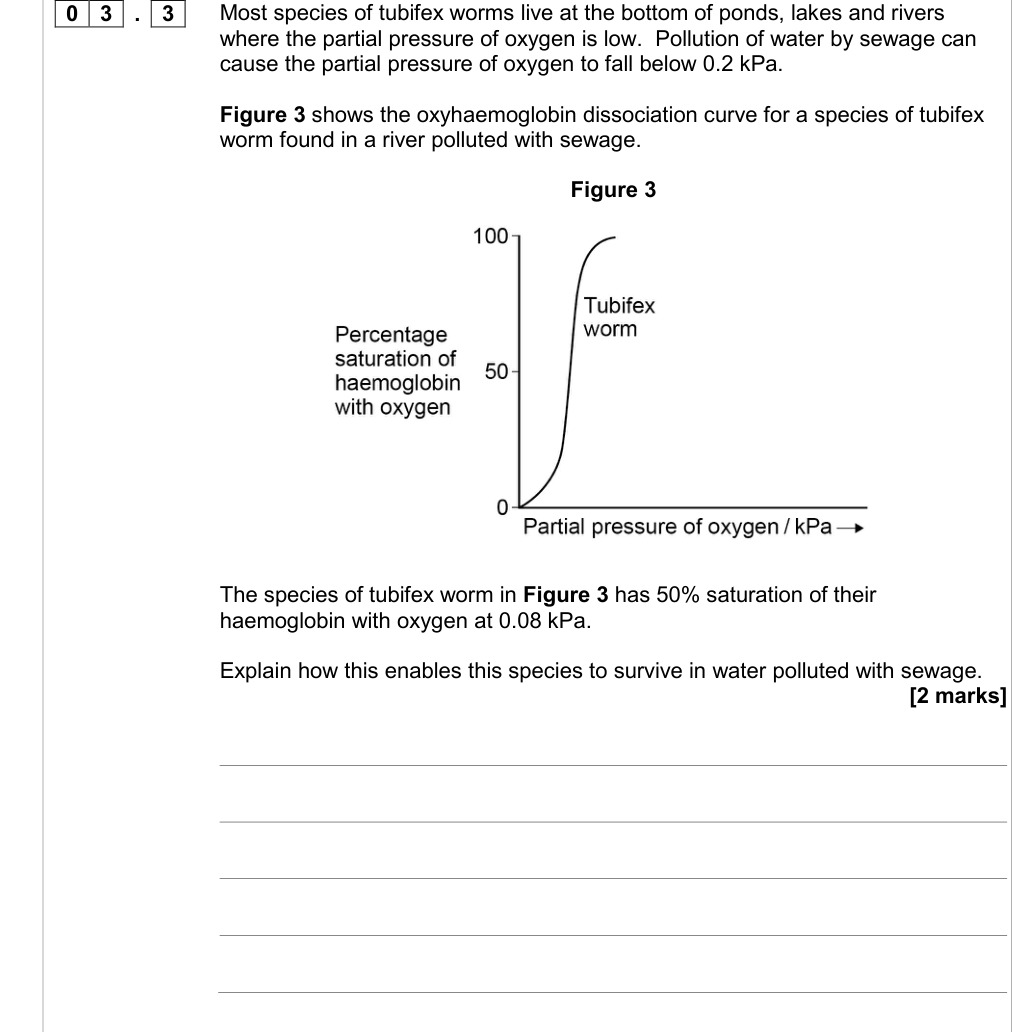 0 3 . 3 Most species of tubifex worms live at the bottom of ponds, lakes and rivers
where the partial pressure of oxygen is low. Pollution of water by sewage can
cause the partial pressure of oxygen to fall below 0.2 kPa.
Figure 3 shows the oxyhaemoglobin dissociation curve for a species of tubifex
worm found in a river polluted with sewage.
Figure 3
100
Tubifex
worm
Percentage
saturation of
haemoglobin
with oxygen
50
0
Partial pressure of oxygen / kPa →
The species of tubifex worm in Figure 3 has 50% saturation of their
haemoglobin with oxygen at 0.08 kPa.
Explain how this enables this species to survive in water polluted with sewage.
[2 marks]